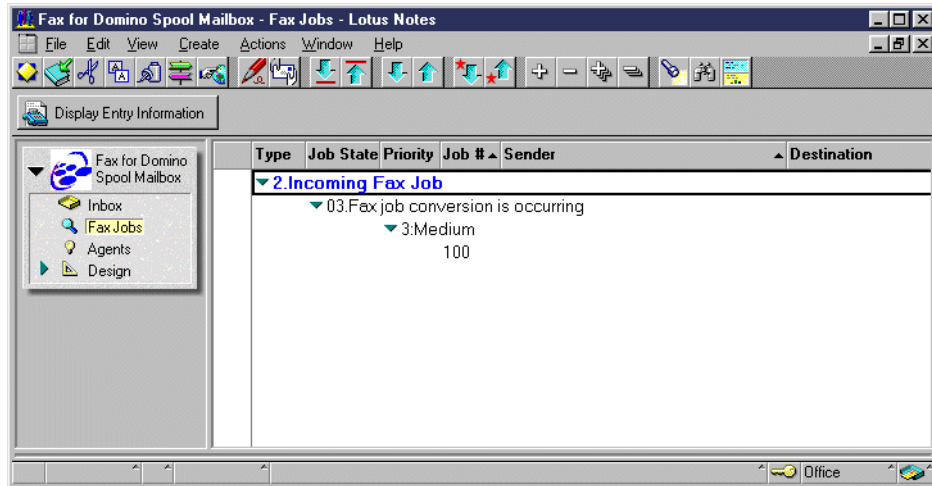 Fax for Domino Spool Mailbox - Fax Jobs - Lotus Notes
File Edit View Create Actions Window Help
Display Entry Information
Fax for Domino
Spool Mailbox
Inbox
Fax Jobs
Agents
Design
Type Job State Priority Job # Sender Destination
2.Incoming Fax Job
03.Fax job conversion is occurring
3:Medium
100
Office